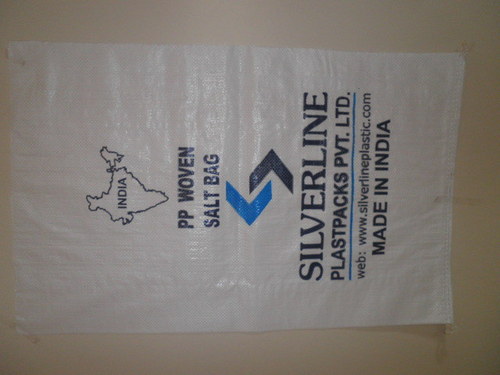 INDIA
PP WOVEN
SALT BAG
SILVERLINE
PLASTPACKS PVT. LTD.
web: www.silverlineplastic.com
MADE IN INDIA